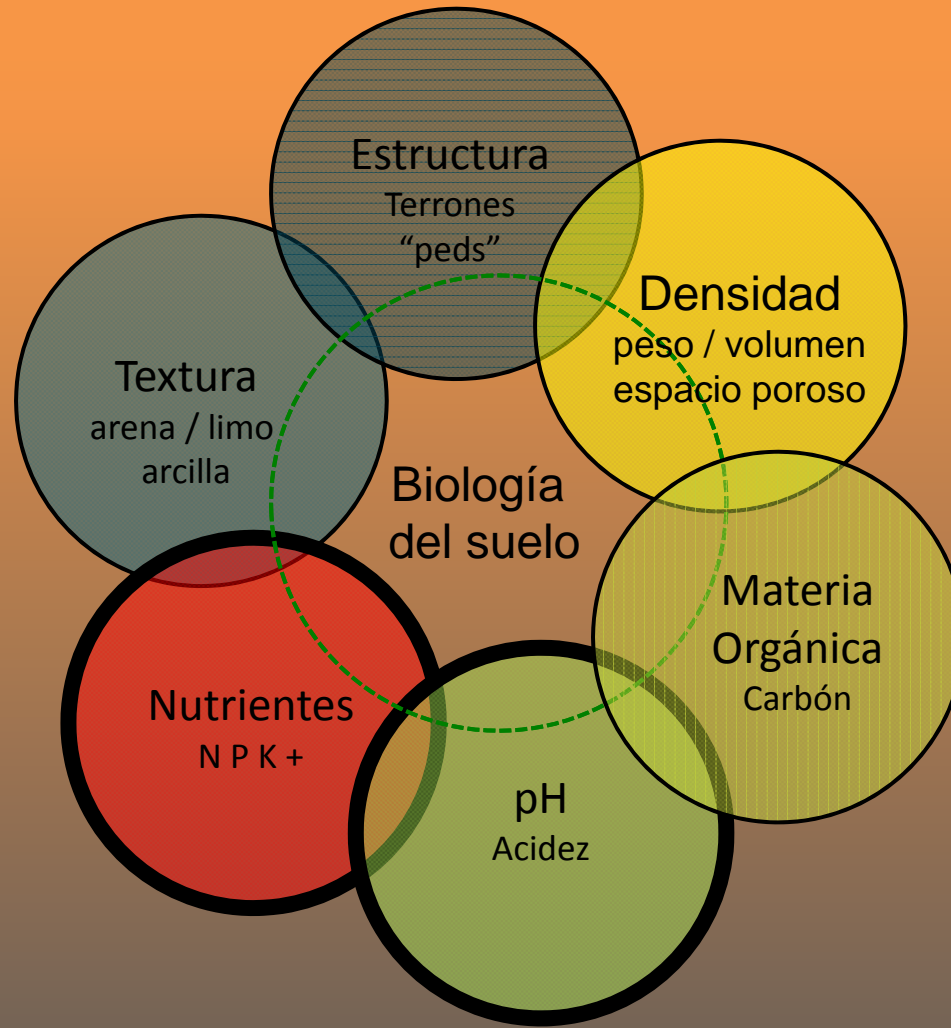 Estructura
Terrones
“peds”
Densidad
peso / volumen
espacio poroso
Textura
arena / limo
arcilla
Biología
del suelo
Materia
Orgánica
Carbón
Nutrientes
N P K +
pH
Acidez